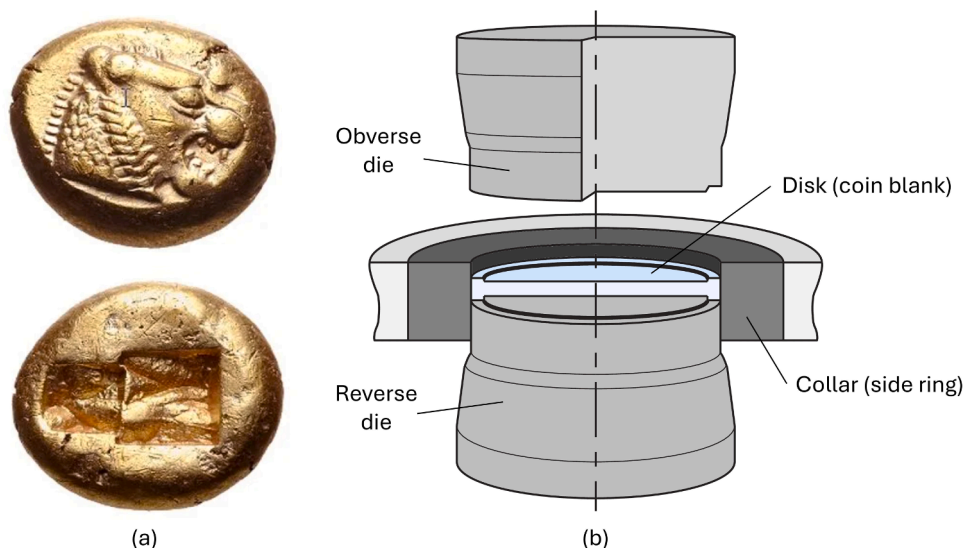 Obverse
die
Disk (coin blank)
Collar (side ring)
Reverse
die
(a)
(b)